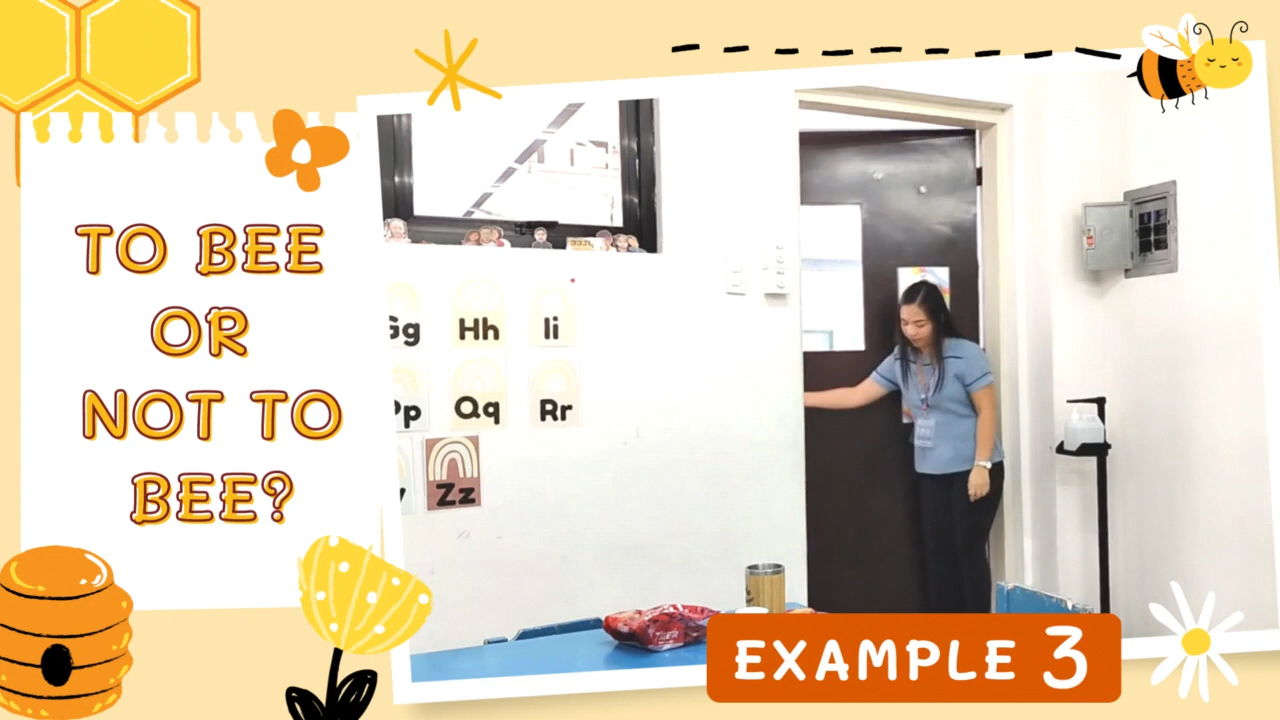 TO BEE
OR
NOT TO
BEE?
Gg Hh Ii
Pp Qq Rr
Zz
EXAMPLE 3